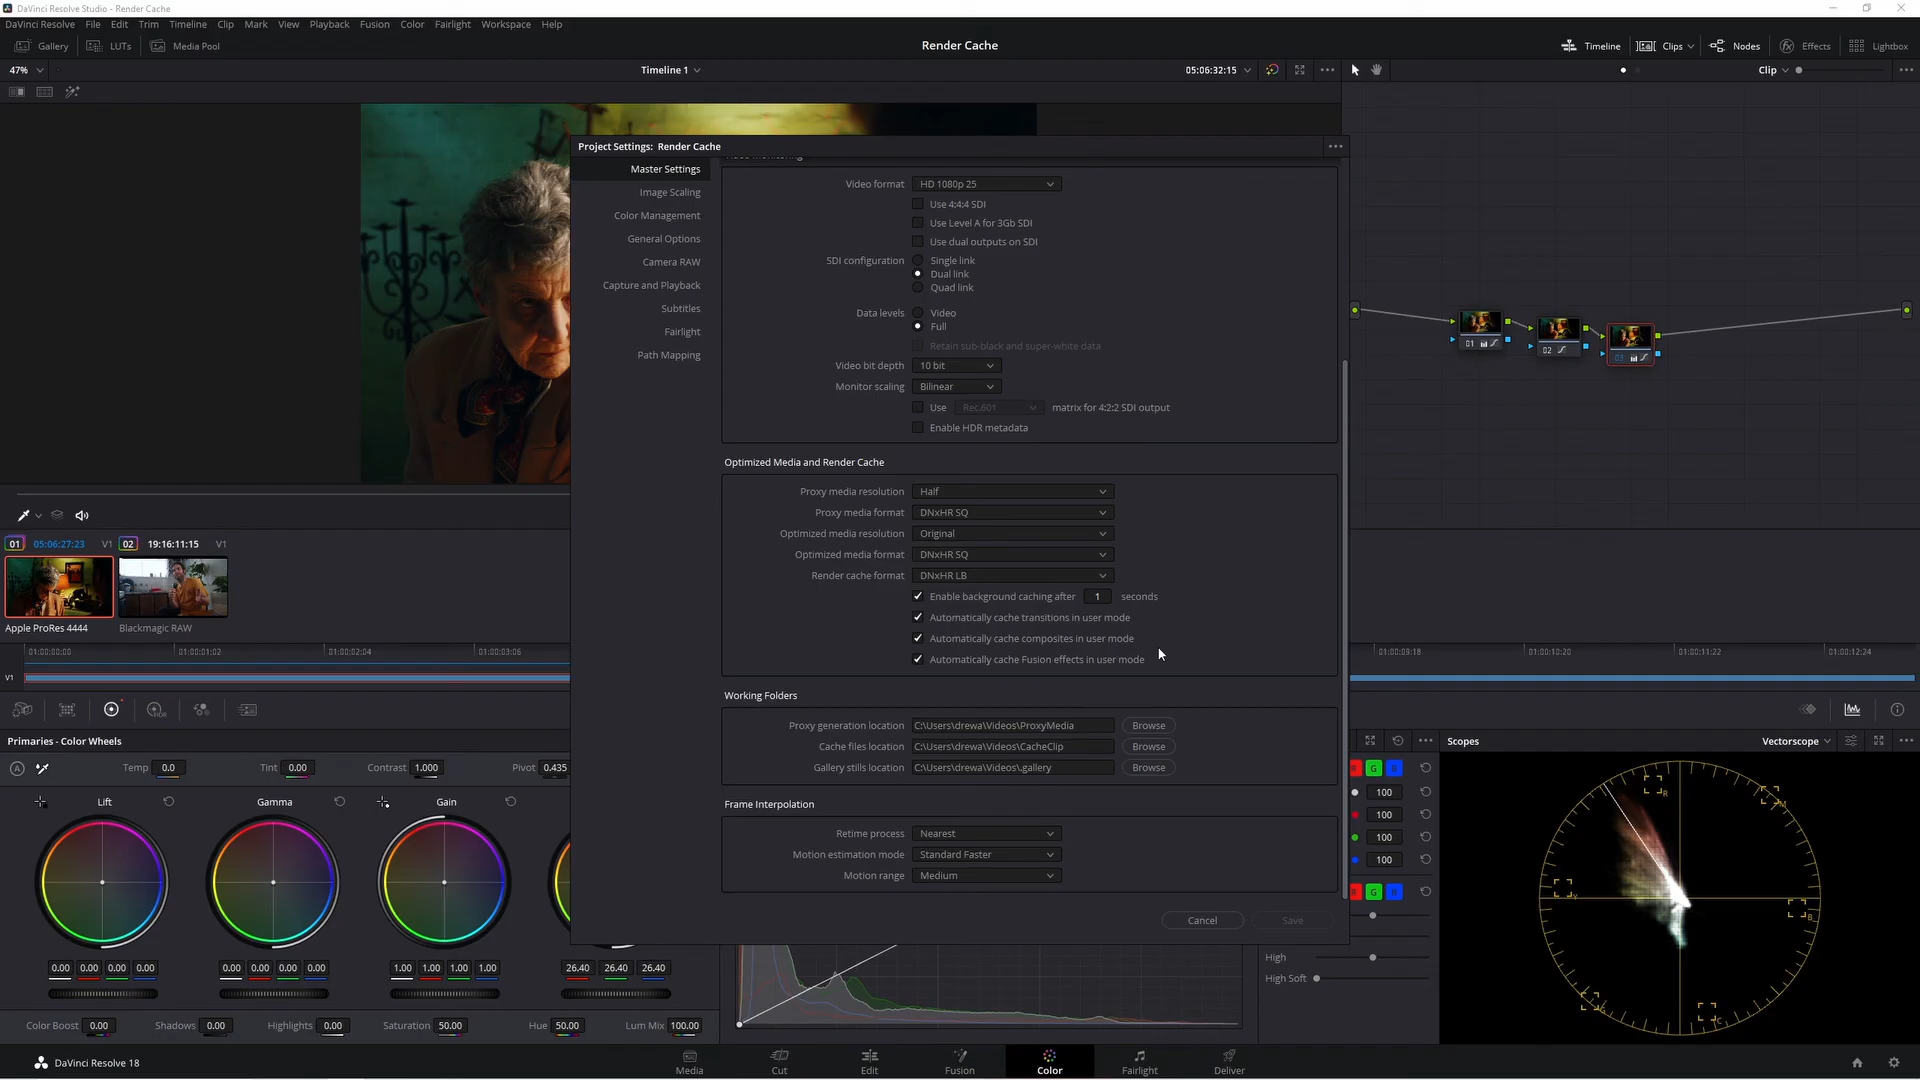 DaVinci Resolve Studio - Render Cache
DaVinci Resolve File Edit Trim Timeline Clip Mark View Playback Fusion Color Fairlight Workspace Help
Gallery LUTs Media Pool Render Cache Timeline Clips Nodes Effects Lightbox
47% Timeline 1 05:06:32:15 Clip
Project Settings: Render Cache
Master Settings
Image Scaling
Color Management
General Options
Camera RAW
Capture and Playback
Subtitles
Fairlight
Path Mapping
Video format HD 1080p 25
Use 4:4:4 SDI
Use Level A for 3Gb SDI
Use dual outputs on SDI
SDI configuration Single link
Dual link
Quad link
Data levels Video
Full
Retain sub-black and super-white data
Video bit depth 10 bit
Monitor scaling Bilinear
Use Rec.601 matrix for 4:2:2 SDI output
Enable HDR metadata
Optimized Media and Render Cache
Proxy media resolution Half
Proxy media format DNxHR SQ
Optimized media resolution Original
Optimized media format DNxHR SQ
Render cache format DNxHR LB
Enable background caching after 1 seconds
Automatically cache transitions in user mode
Automatically cache composites in user mode
Automatically cache Fusion effects in user mode
Working Folders
Proxy generation location C:\Users\drewa\Videos\ProxyMedia Browse
Cache files location C:\Users\drewa\Videos\CacheClip Browse
Gallery stills location C:\Users\drewa\Videos\.gallery Browse
Frame Interpolation
Retime process Nearest
Motion estimation mode Standard Faster
Motion range Medium
Cancel Save
01 02 03
01 05:06:27:23 V1 02 19:16:11:15 V1
Apple ProRes 4444 Blackmagic RAW
01:00:00:00 01:00:01:02 01:00:02:04 01:00:03:06 01:00:09:18 01:00:10:20 01:00:11:22 01:00:12:24
V1
HDR
Primaries - Color Wheels
A Temp 0.0 Tint 0.00 Contrast 1.000 Pivot 0.435
Lift Gamma Gain
0.00 0.00 0.00 0.00 0.00 0.00 0.00 0.00 1.00 1.00 1.00 1.00 26.40 26.40 26.40
Color Boost 0.00 Shadows 0.00 Highlights 0.00 Saturation 50.00 Hue 50.00 Lum Mix 100.00
G B
100
100
100
100
G B
High
High Soft
Scopes Vectorscope
R
M
B
C
G
Y
DaVinci Resolve 18 Media Cut Edit Fusion Color Fairlight Deliver